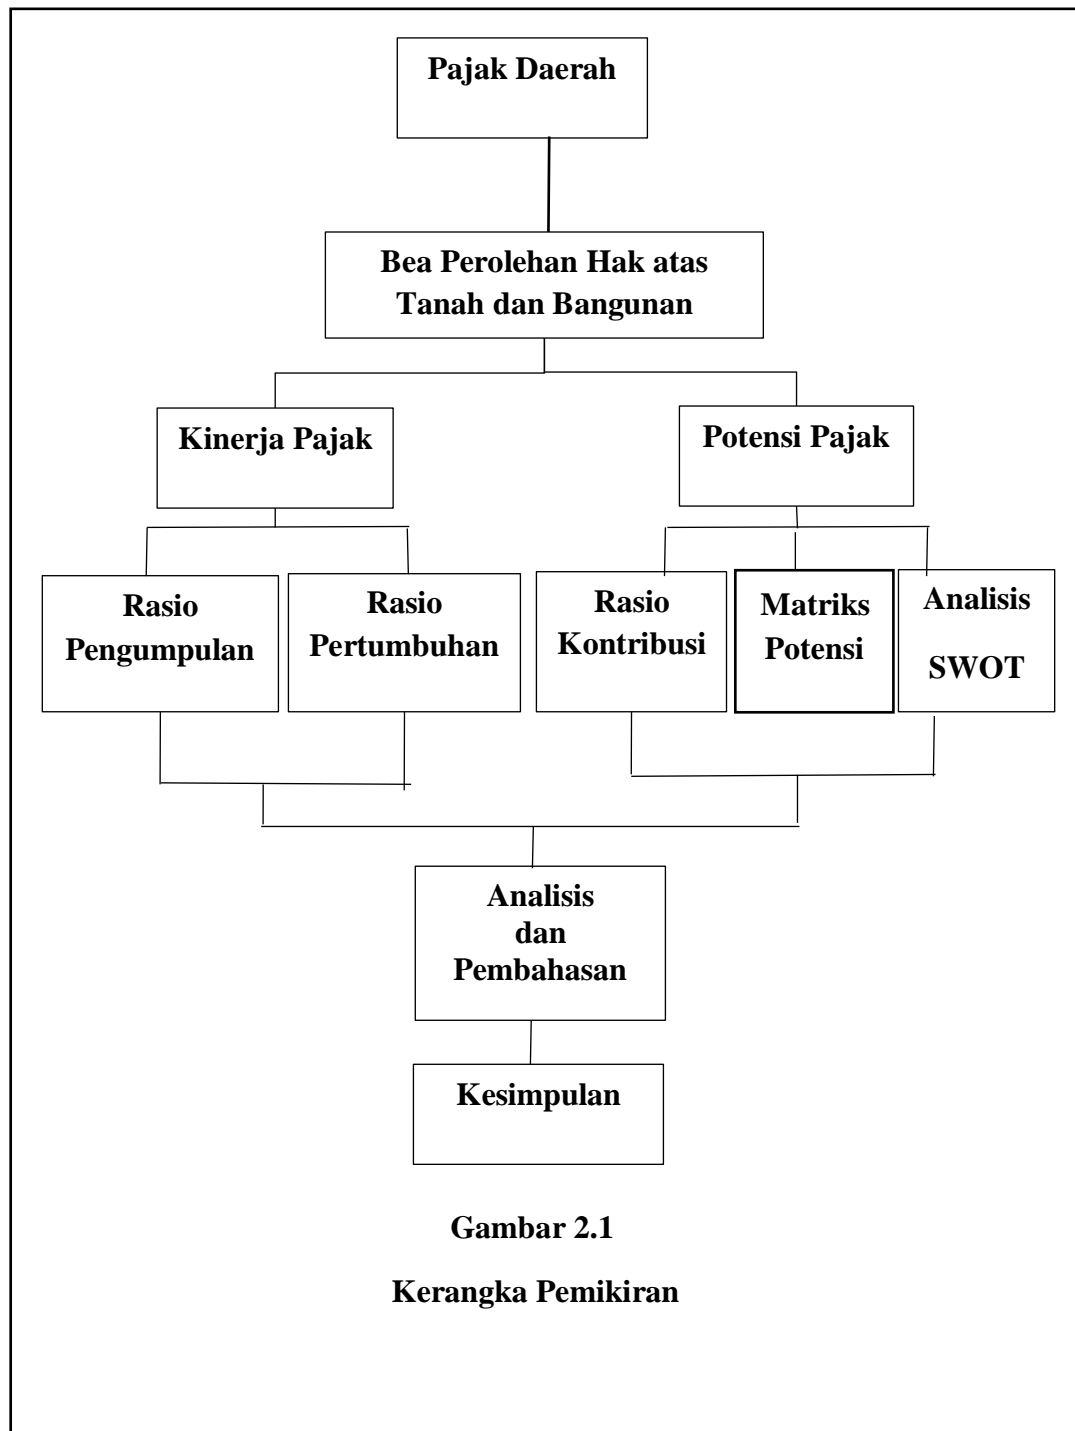 Pajak Daerah
Bea Perolehan Hak atas
Tanah dan Bangunan
Kinerja Pajak
Potensi Pajak
Rasio
Pengumpulan
Rasio
Pertumbuhan
Rasio
Kontribusi
Matriks
Potensi
Analisis
SWOT
Analisis
dan
Pembahasan
Kesimpulan
Gambar 2.1
Kerangka Pemikiran